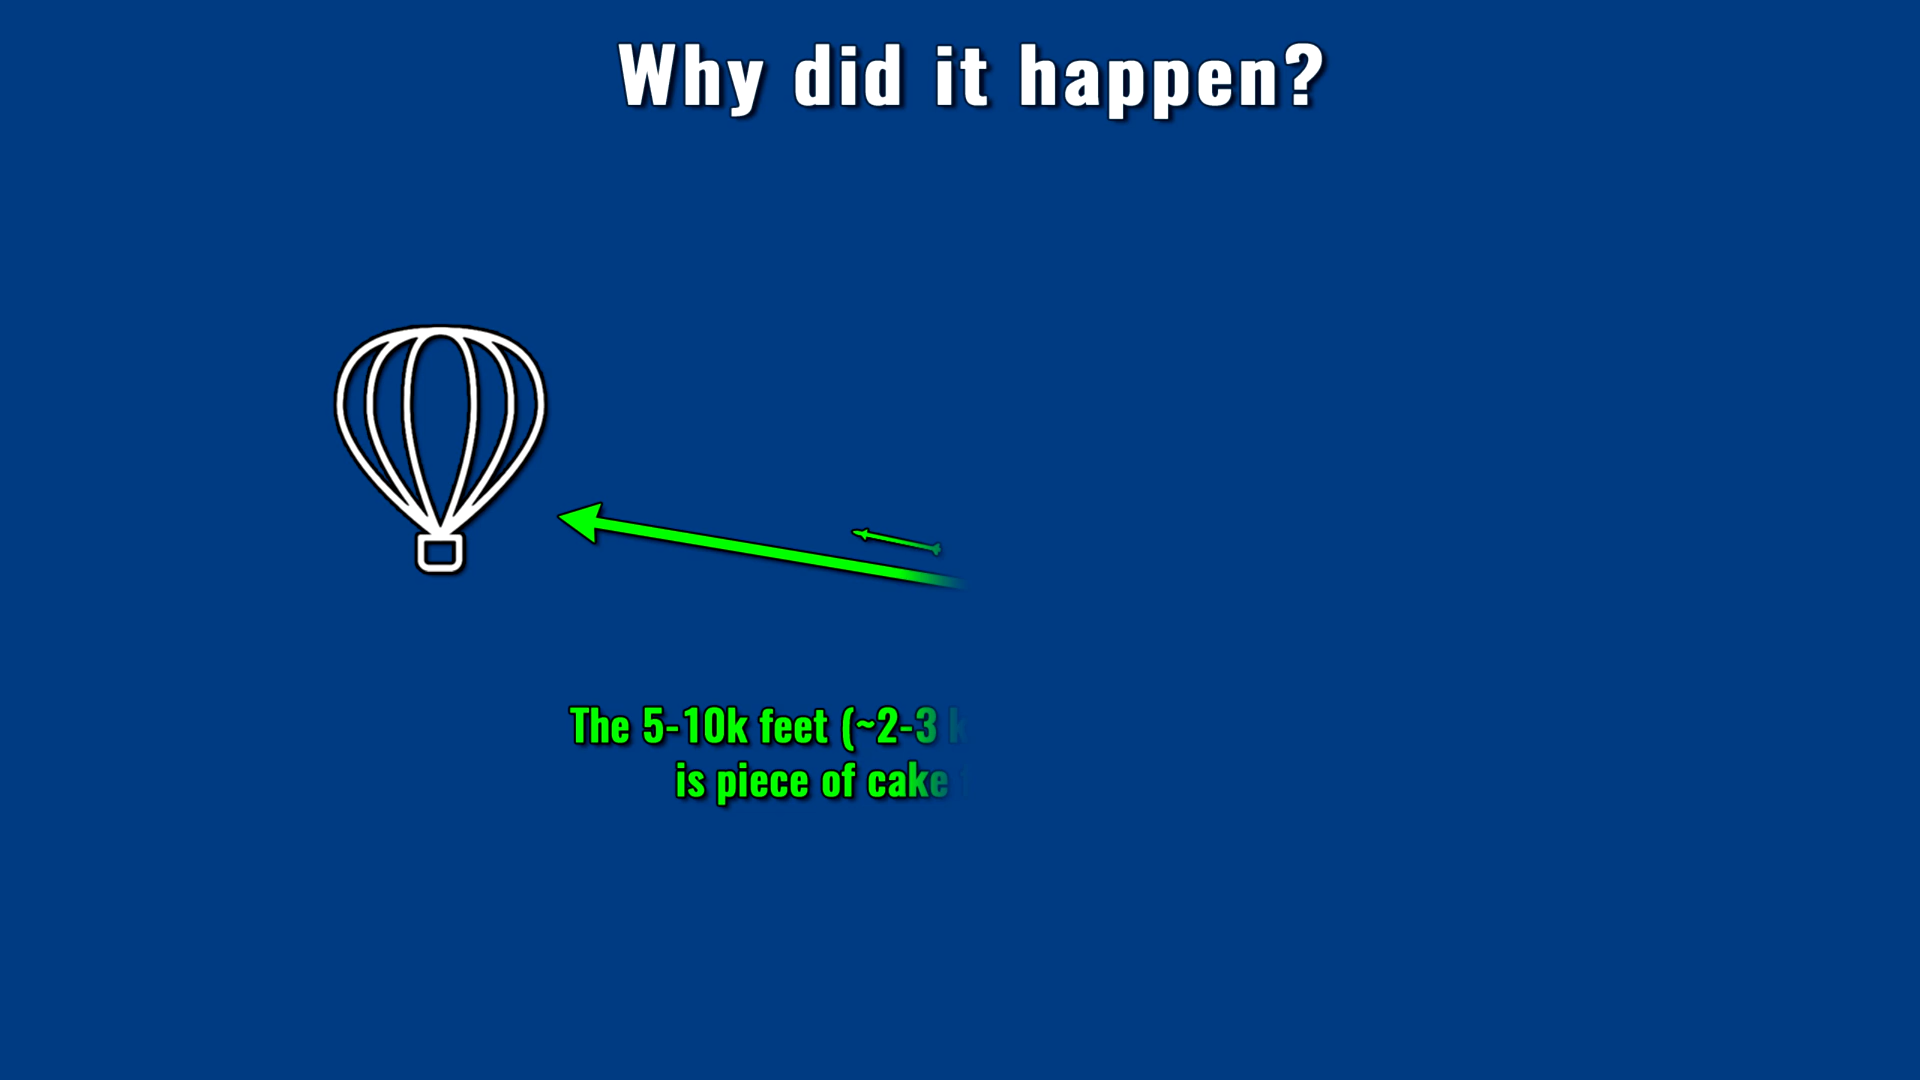 Why did it happen?
The 5-10k feet (~2-3
is piece of cake